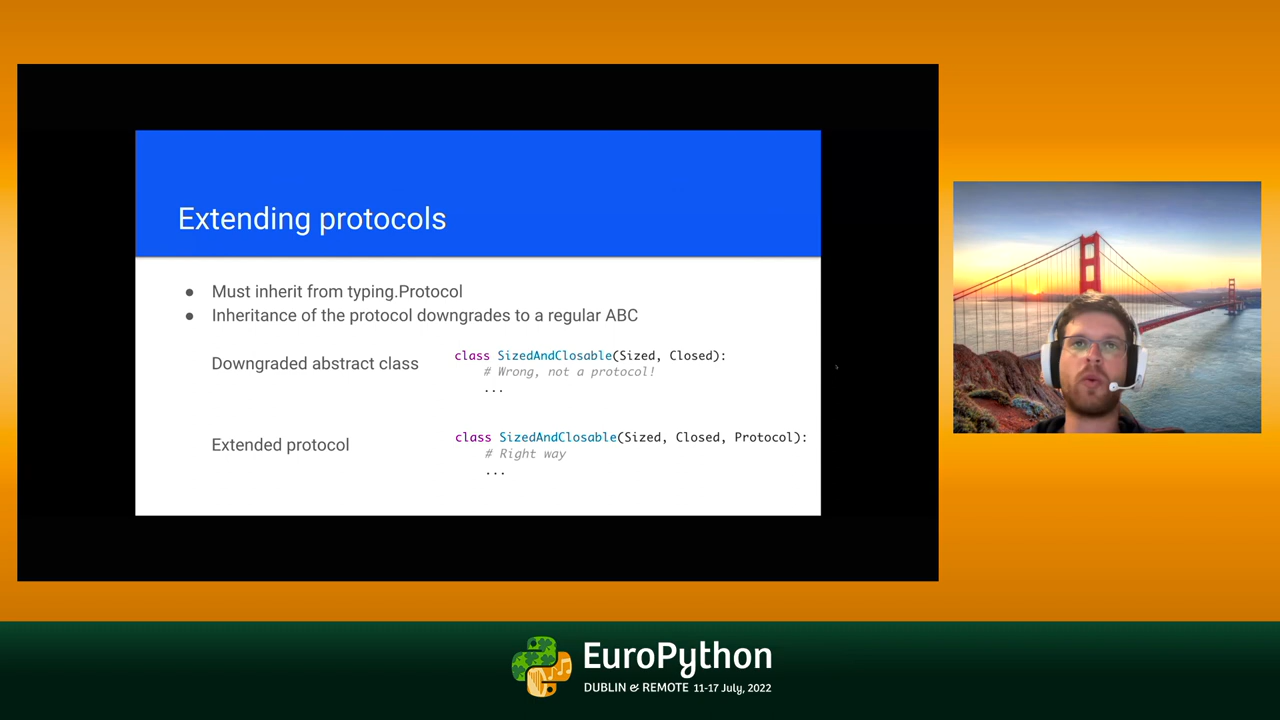 Extending protocols
● Must inherit from typing.Protocol
● Inheritance of the protocol downgrades to a regular ABC
Downgraded abstract class
class SizedAndClosable(Sized, Closed):
# Wrong, not a protocol!
...
Extended protocol
class SizedAndClosable(Sized, Closed, Protocol):
# Right way
...
EuroPython
DUBLIN & REMOTE 11-17 July, 2022